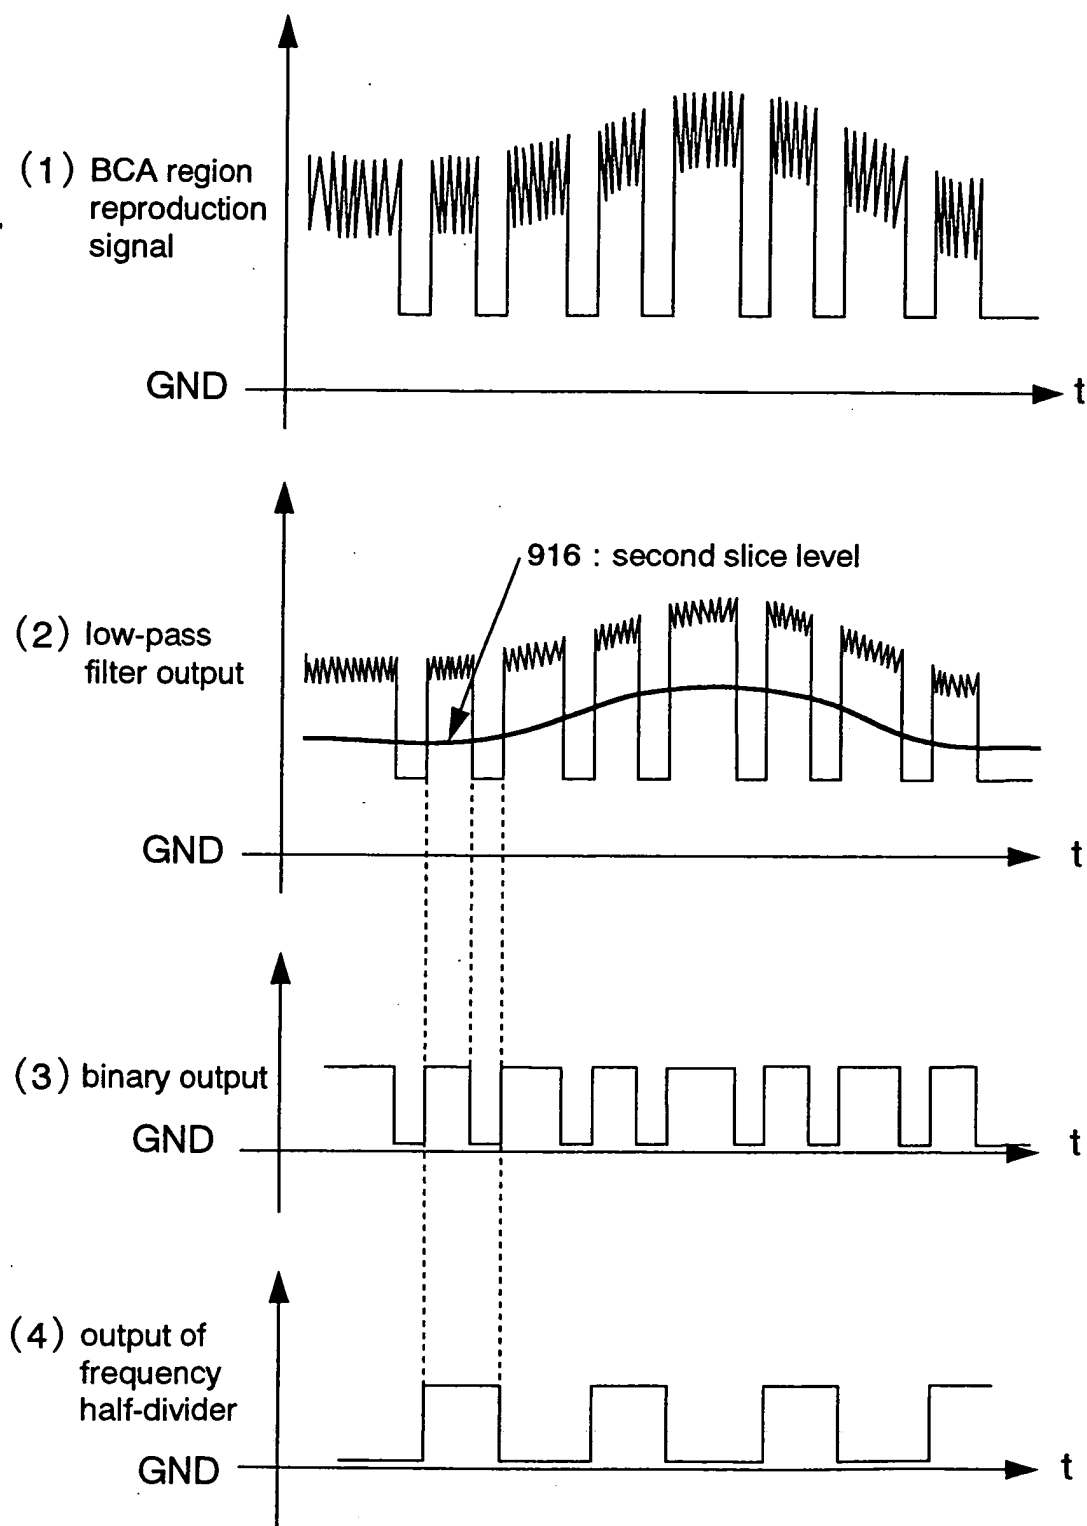 (1) BCA region
reproduction
signal
GND
t
916 : second slice level
(2) low-pass
filter output
GND
t
(3) binary output
GND
t
(4) output of
frequency
half-divider
GND
t